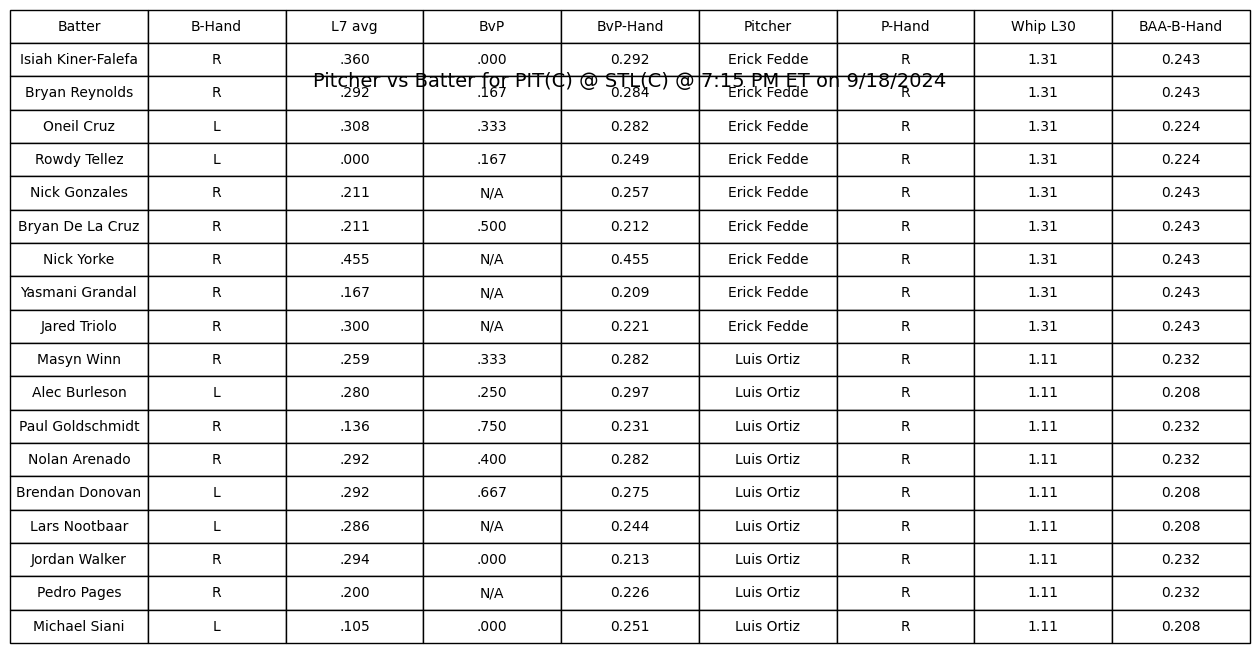 Batter B-Hand L7 avg BvP BvP-Hand Pitcher P-Hand Whip L30 BAA-B-Hand
Isiah Kiner-Falefa R .360 .000 0.292 Erick Fedde R 1.31 0.243
Pitcher vs Batter for PIT(C) @ STL(C) @ 7:15 PM ET on 9/18/2024
Bryan Reynolds R .292 .167 0.284 Erick Fedde R 1.31 0.243
Oneil Cruz L .308 .333 0.282 Erick Fedde R 1.31 0.224
Rowdy Tellez L .000 .167 0.249 Erick Fedde R 1.31 0.224
Nick Gonzales R .211 N/A 0.257 Erick Fedde R 1.31 0.243
Bryan De La Cruz R .211 .500 0.212 Erick Fedde R 1.31 0.243
Nick Yorke R .455 N/A 0.455 Erick Fedde R 1.31 0.243
Yasmani Grandal R .167 N/A 0.209 Erick Fedde R 1.31 0.243
Jared Triolo R .300 N/A 0.221 Erick Fedde R 1.31 0.243
Masyn Winn R .259 .333 0.282 Luis Ortiz R 1.11 0.232
Alec Burleson L .280 .250 0.297 Luis Ortiz R 1.11 0.208
Paul Goldschmidt R .136 .750 0.231 Luis Ortiz R 1.11 0.232
Nolan Arenado R .292 .400 0.282 Luis Ortiz R 1.11 0.232
Brendan Donovan L .292 .667 0.275 Luis Ortiz R 1.11 0.208
Lars Nootbaar L .286 N/A 0.244 Luis Ortiz R 1.11 0.208
Jordan Walker R .294 .000 0.213 Luis Ortiz R 1.11 0.232
Pedro Pages R .200 N/A 0.226 Luis Ortiz R 1.11 0.232
Michael Siani L .105 .000 0.251 Luis Ortiz R 1.11 0.208